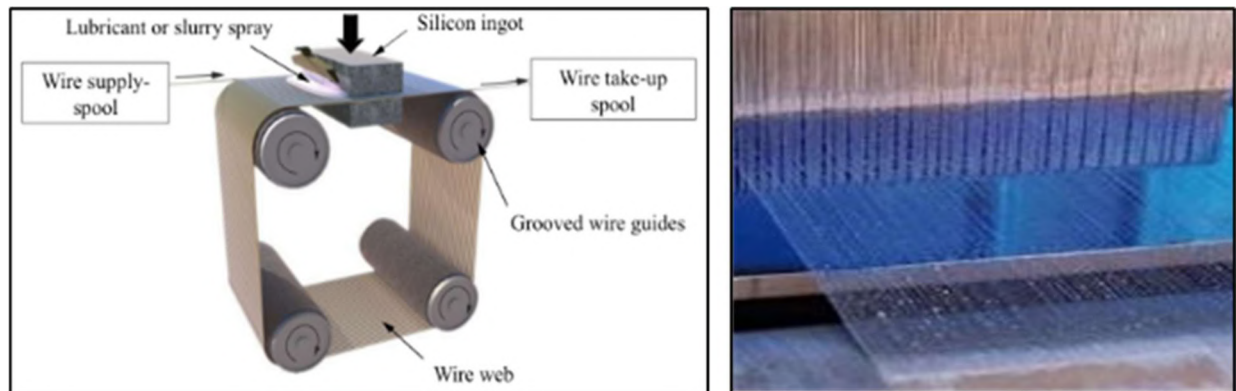 Lubricant or slurry spray
Silicon ingot
Wire supply-
spool
Wire take-up
spool
Grooved wire guides
Wire web